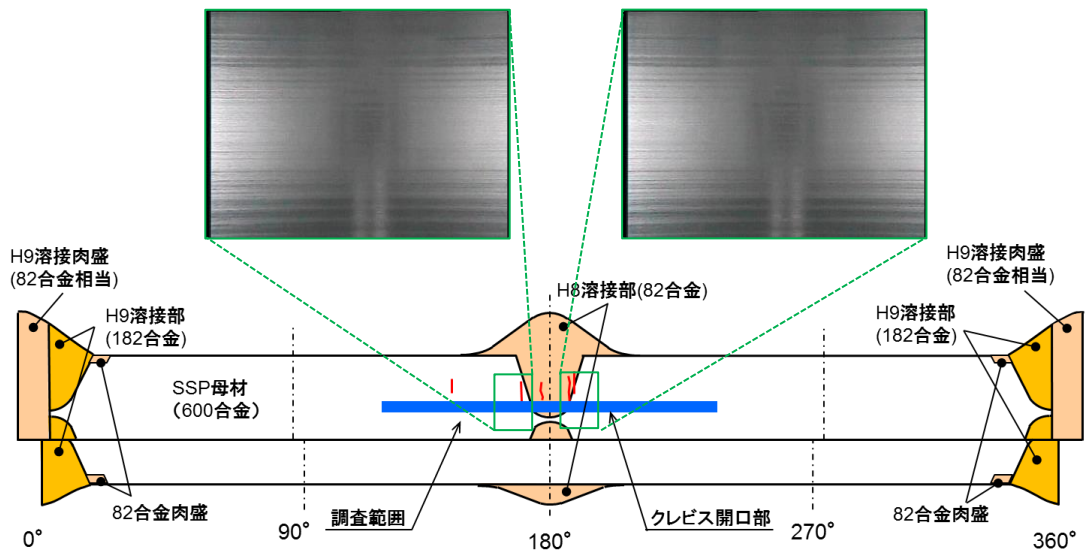 H9溶接肉盛
(82合金相当)
H9溶接部
(182合金)
SSP母材
（600合金）
H8溶接部(82合金)
H9溶接肉盛
(82合金相当)
H9溶接部
(182合金)
82合金肉盛
調査範囲
クレビス開口部
82合金肉盛
0°
90°
180°
270°
360°